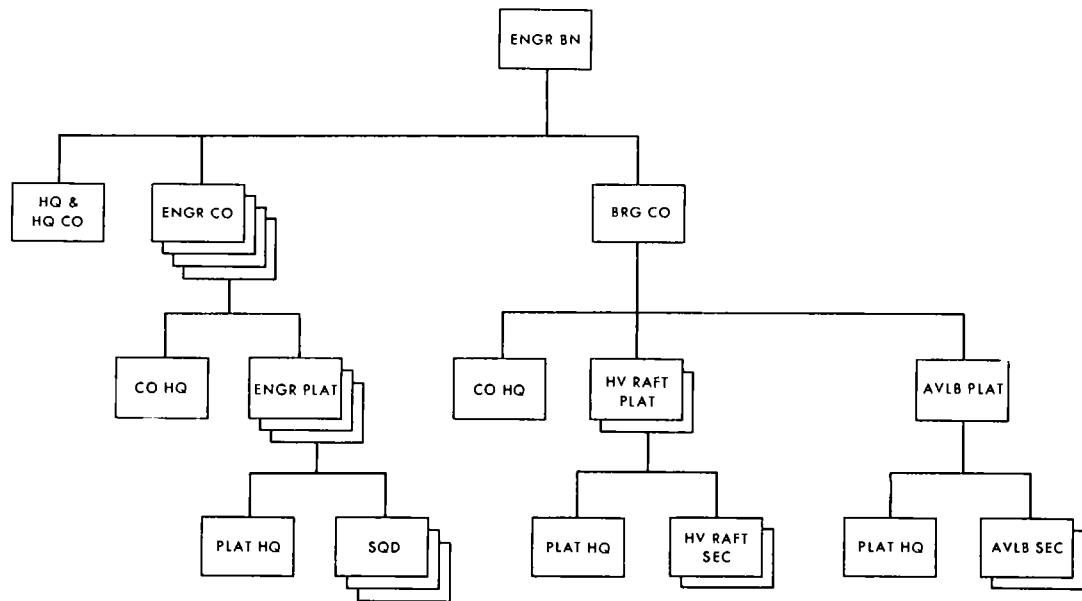 ENGR BN
HQ &
HQ CO
ENGR CO
BRG CO
CO HQ
ENGR PLAT
CO HQ
HV RAFT
PLAT
AVLB PLAT
PLAT HQ
SQD
PLAT HQ
HV RAFT
SEC
PLAT HQ
AVLB SEC